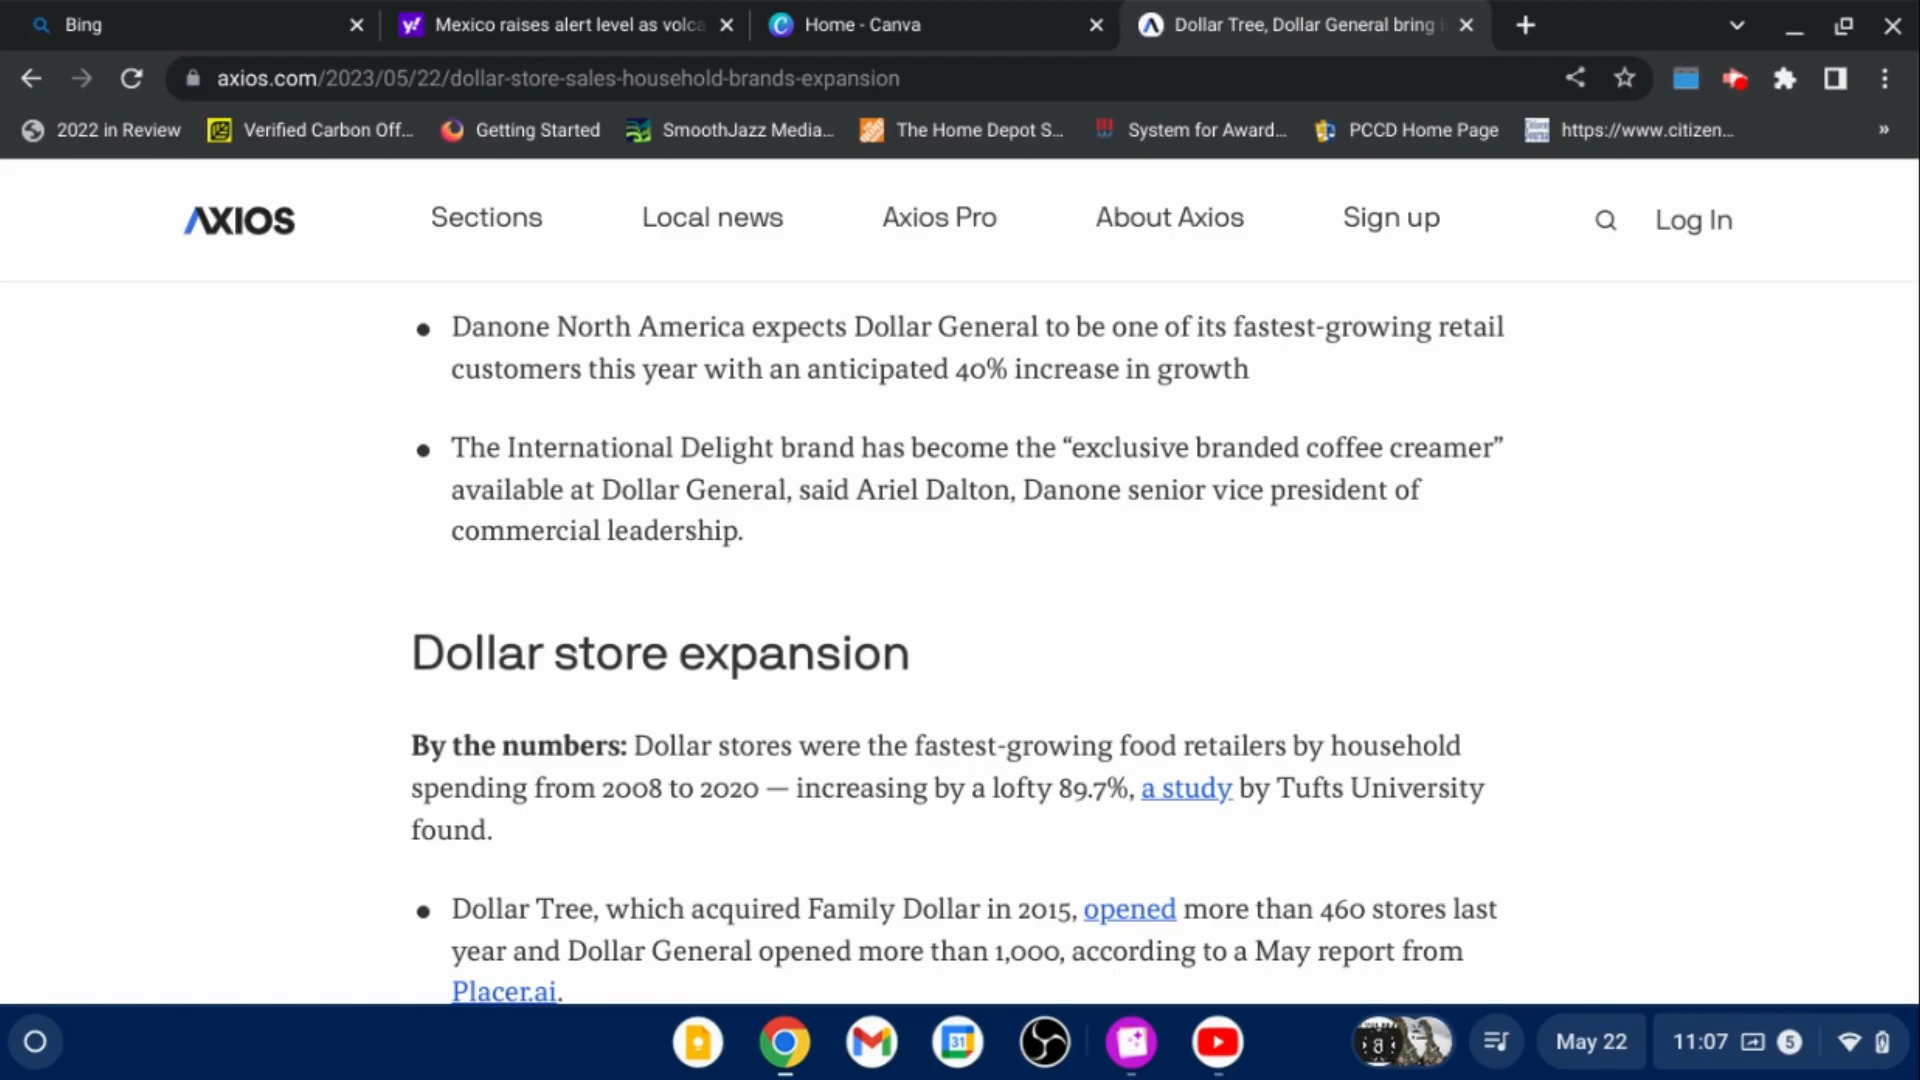 Bing
Mexico raises alert level as volca
Home - Canva
Dollar Tree, Dollar General bring
axios.com/2023/05/22/dollar-store-sales-household-brands-expansion
2022 in Review
Verified Carbon Off...
Getting Started
SmoothJazz Media...
The Home Depot S...
System for Award...
PCCD Home Page
https://www.citizen...
»
AXIOS
Sections
Local news
Axios Pro
About Axios
Sign up
Log In
● Danone North America expects Dollar General to be one of its fastest-growing retail
customers this year with an anticipated 40% increase in growth
● The International Delight brand has become the “exclusive branded coffee creamer”
available at Dollar General, said Ariel Dalton, Danone senior vice president of
commercial leadership.
Dollar store expansion
By the numbers: Dollar stores were the fastest-growing food retailers by household
spending from 2008 to 2020 — increasing by a lofty 89.7%, a study by Tufts University
found.
● Dollar Tree, which acquired Family Dollar in 2015, opened more than 460 stores last
year and Dollar General opened more than 1,000, according to a May report from
Placer.ai.
31
May 22
11:07
5